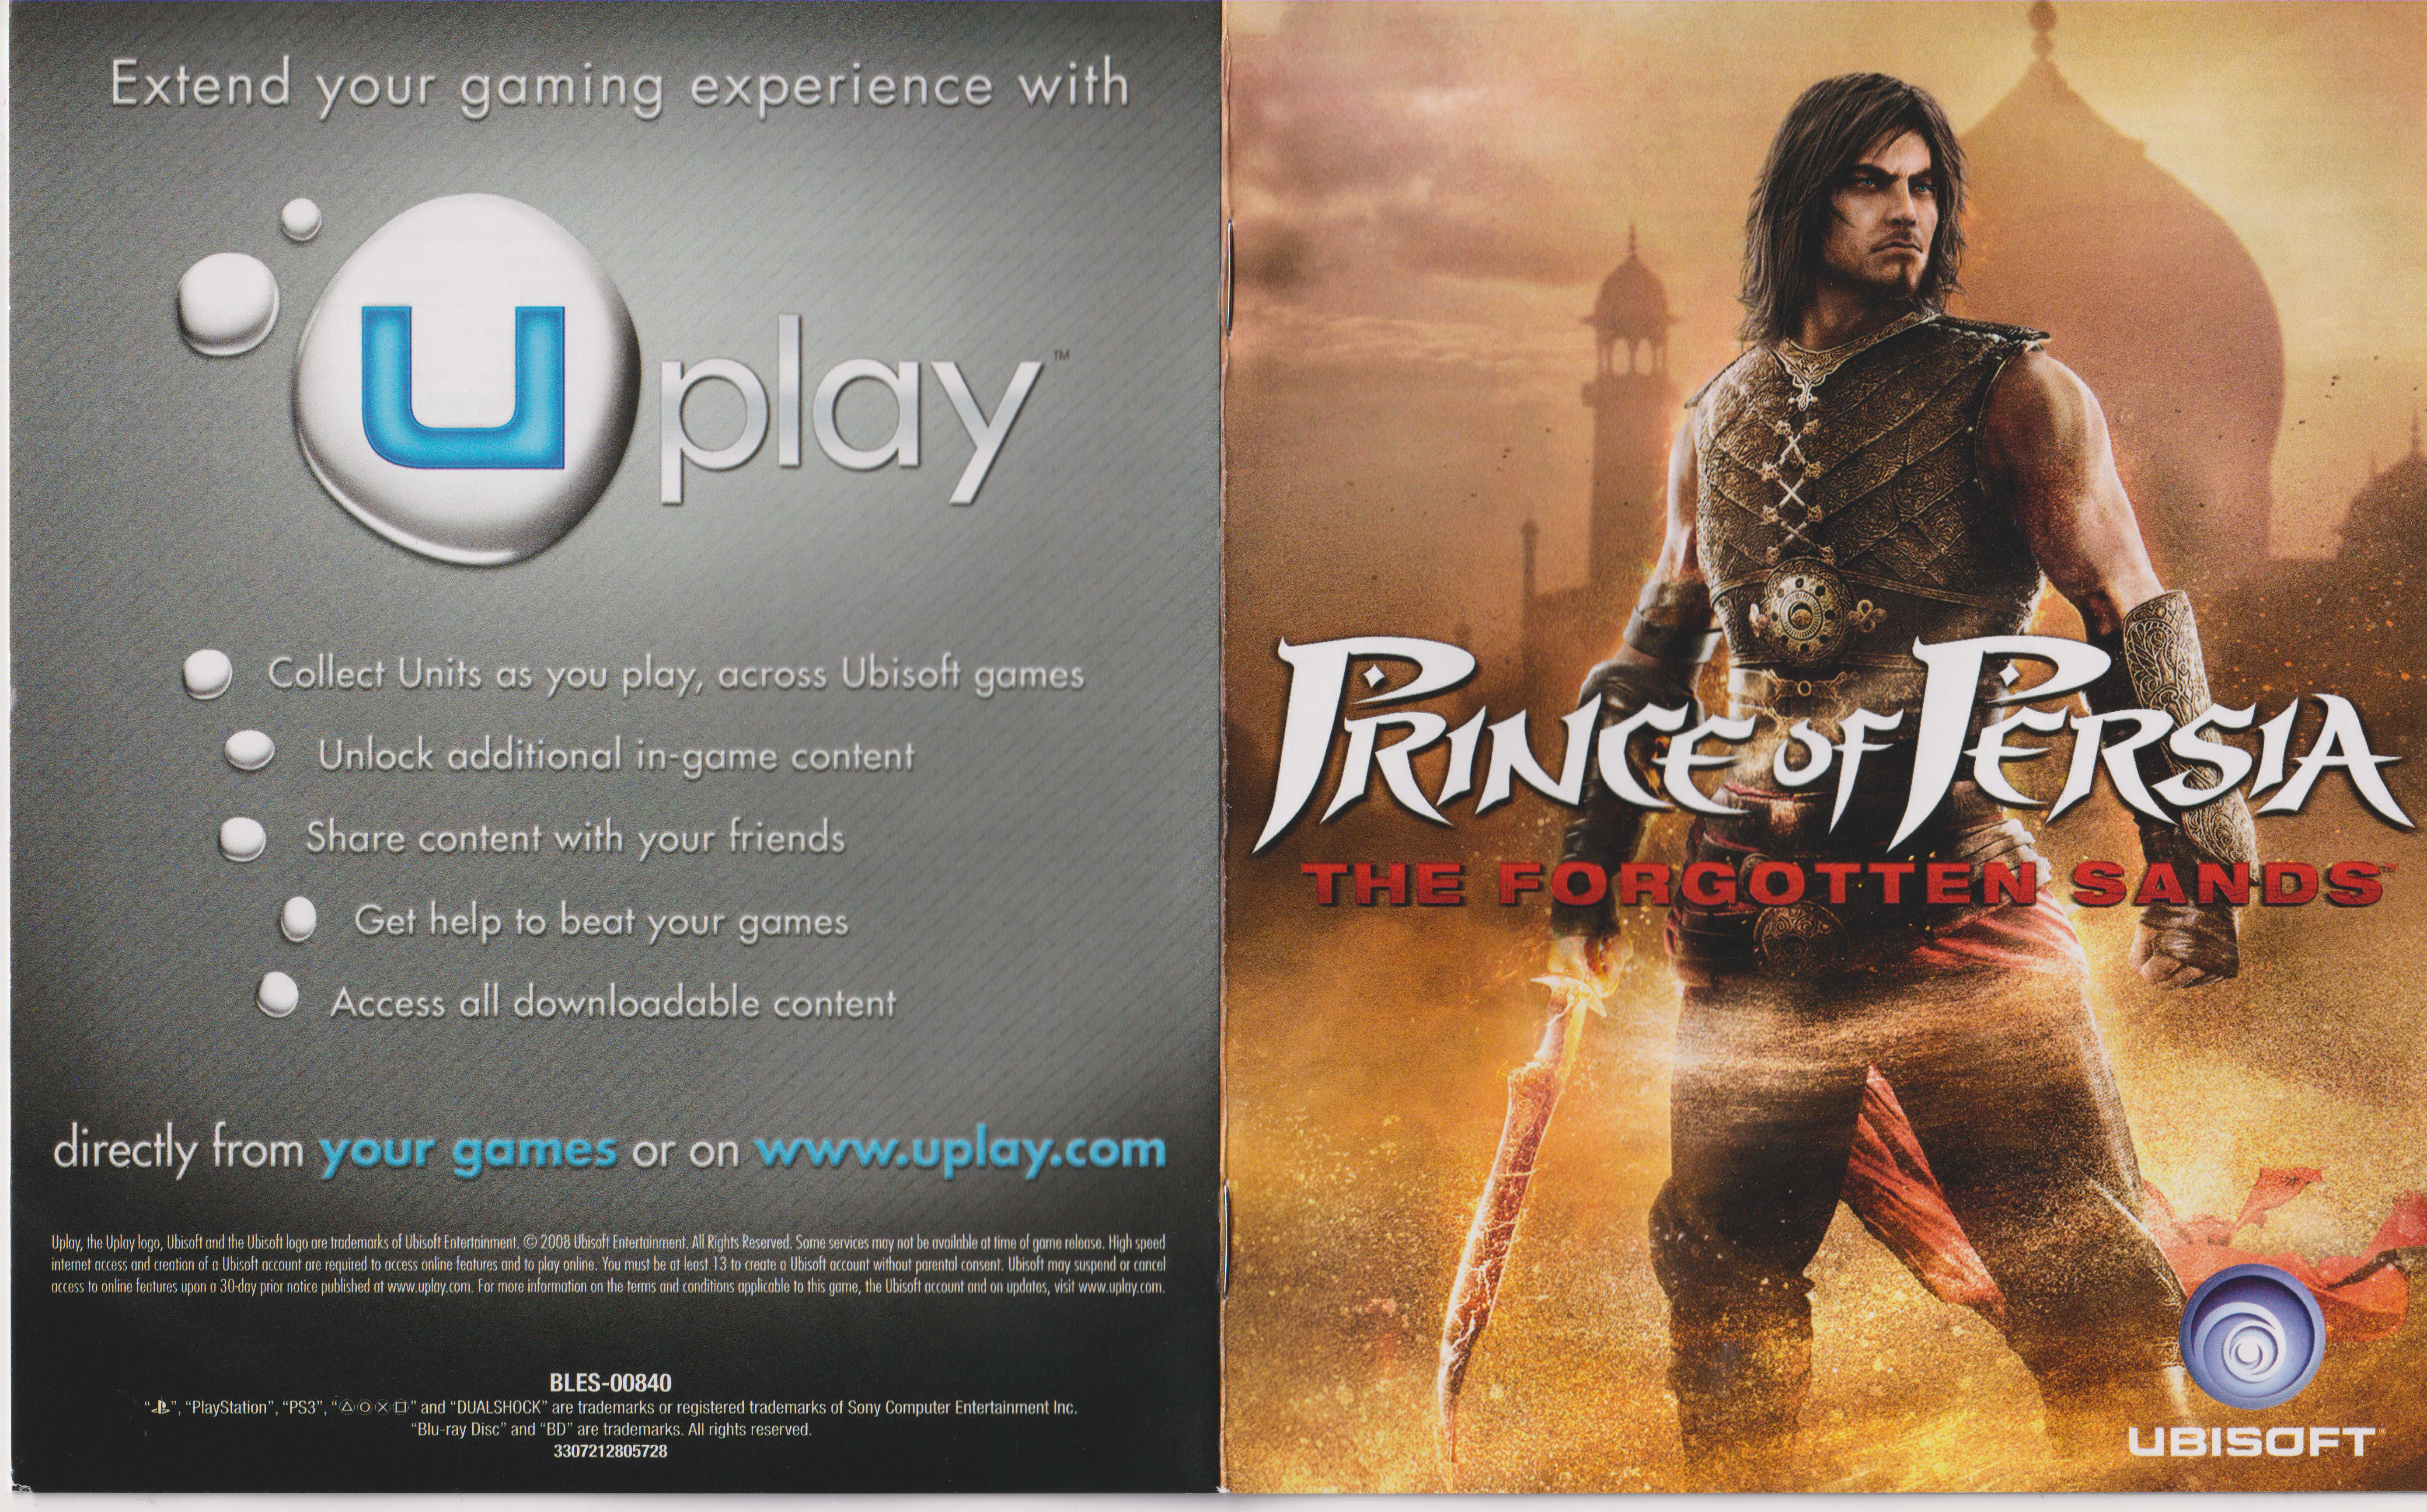 Extend your gaming experience with
U play™
Collect Units as you play, across Ubisoft games
Unlock additional in-game content
Share content with your friends
Get help to beat your games
Access all downloadable content
directly from your games or on www.uplay.com
Uplay, the Uplay logo, Ubisoft and the Ubisoft logo are trademarks of Ubisoft Entertainment. © 2008 Ubisoft Entertainment. All Rights Reserved. Some services may not be available at time of game release. High speed
internet access and creation of a Ubisoft account are required to access online features and to play online. You must be at least 13 to create a Ubisoft account without parental consent. Ubisoft may suspend or cancel
access to online features upon a 30-day prior notice published at www.uplay.com. For more information on the terms and conditions applicable to this game, the Ubisoft account and on updates, visit www.uplay.com.
BLES-00840
“ ”, “PlayStation”, “PS3”, “△○✕□” and “DUALSHOCK” are trademarks or registered trademarks of Sony Computer Entertainment Inc.
“Blu-ray Disc” and “BD” are trademarks. All rights reserved.
3307212805728
PRINCE OF PERSIA
THE FORGOTTEN SANDS™
UBISOFT®